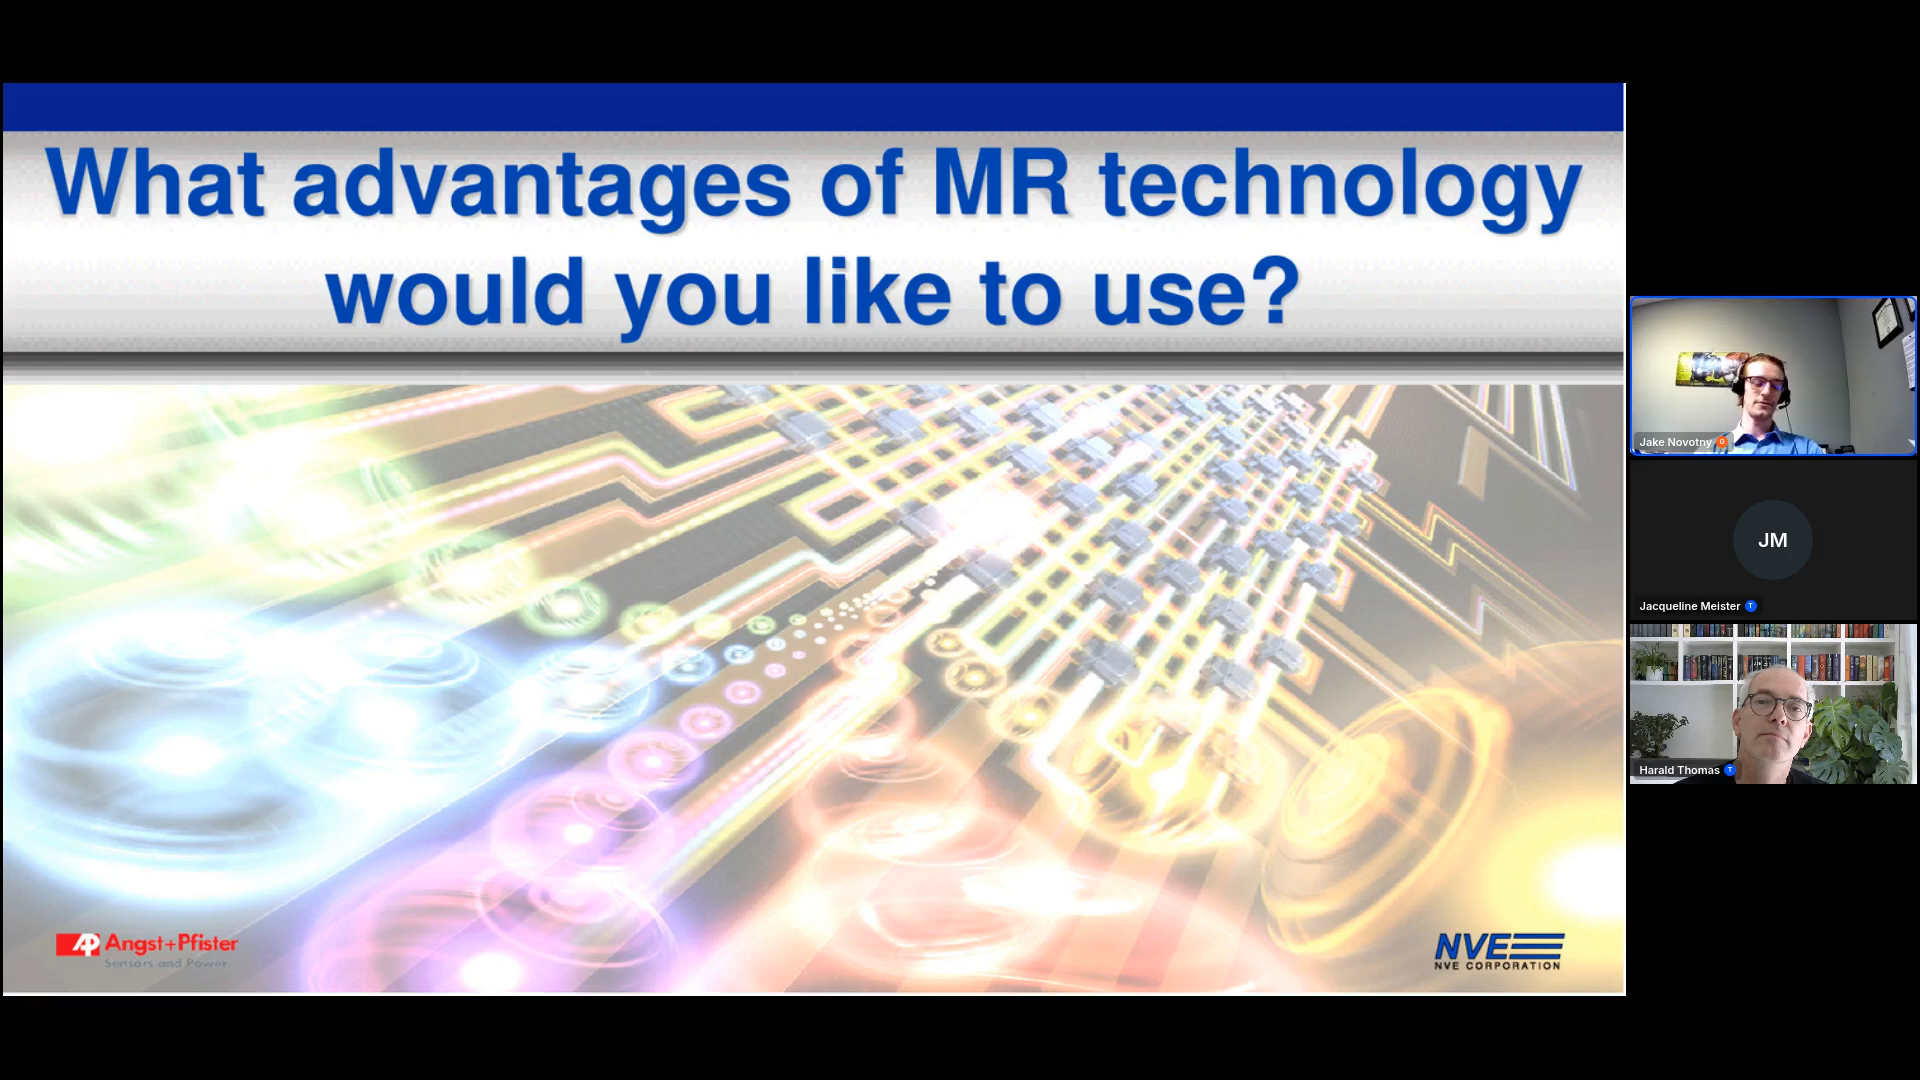 What advantages of MR technology
would you like to use?
Jake Novotny G
JM
Jacqueline Meister T
Harald Thomas T
AP Angst+Pfister
Sensors and Power
NVE
NVE CORPORATION